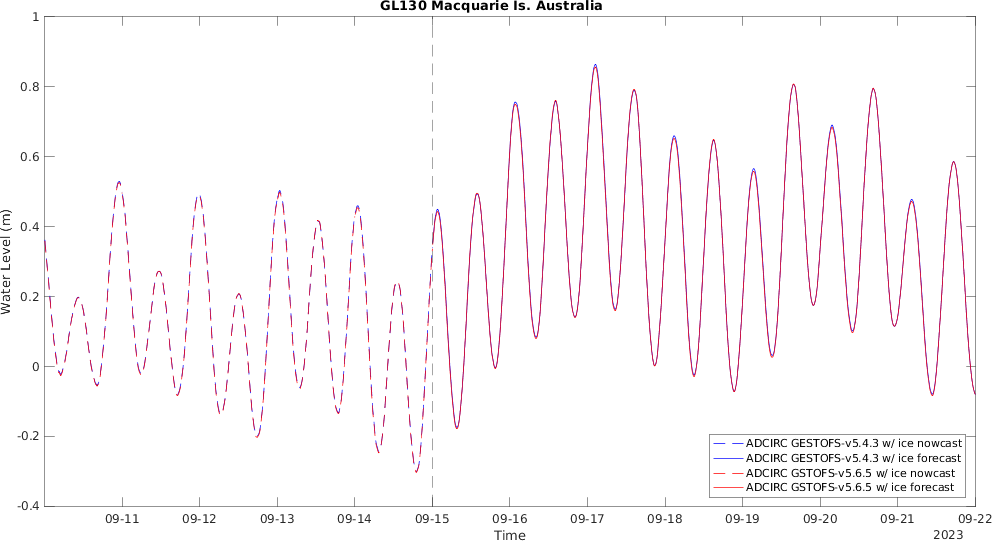 GL130 Macquarie Is. Australia
1
0.8
0.6
0.4
0.2
0
-0.2
-0.4
Water Level (m)
ADCIRC GESTOFS-v5.4.3 w/ ice nowcast
ADCIRC GESTOFS-v5.4.3 w/ ice forecast
ADCIRC GSTOFS-v5.6.5 w/ ice nowcast
ADCIRC GSTOFS-v5.6.5 w/ ice forecast
09-11 09-12 09-13 09-14 09-15 09-16 09-17 09-18 09-19 09-20 09-21 09-22
Time
2023